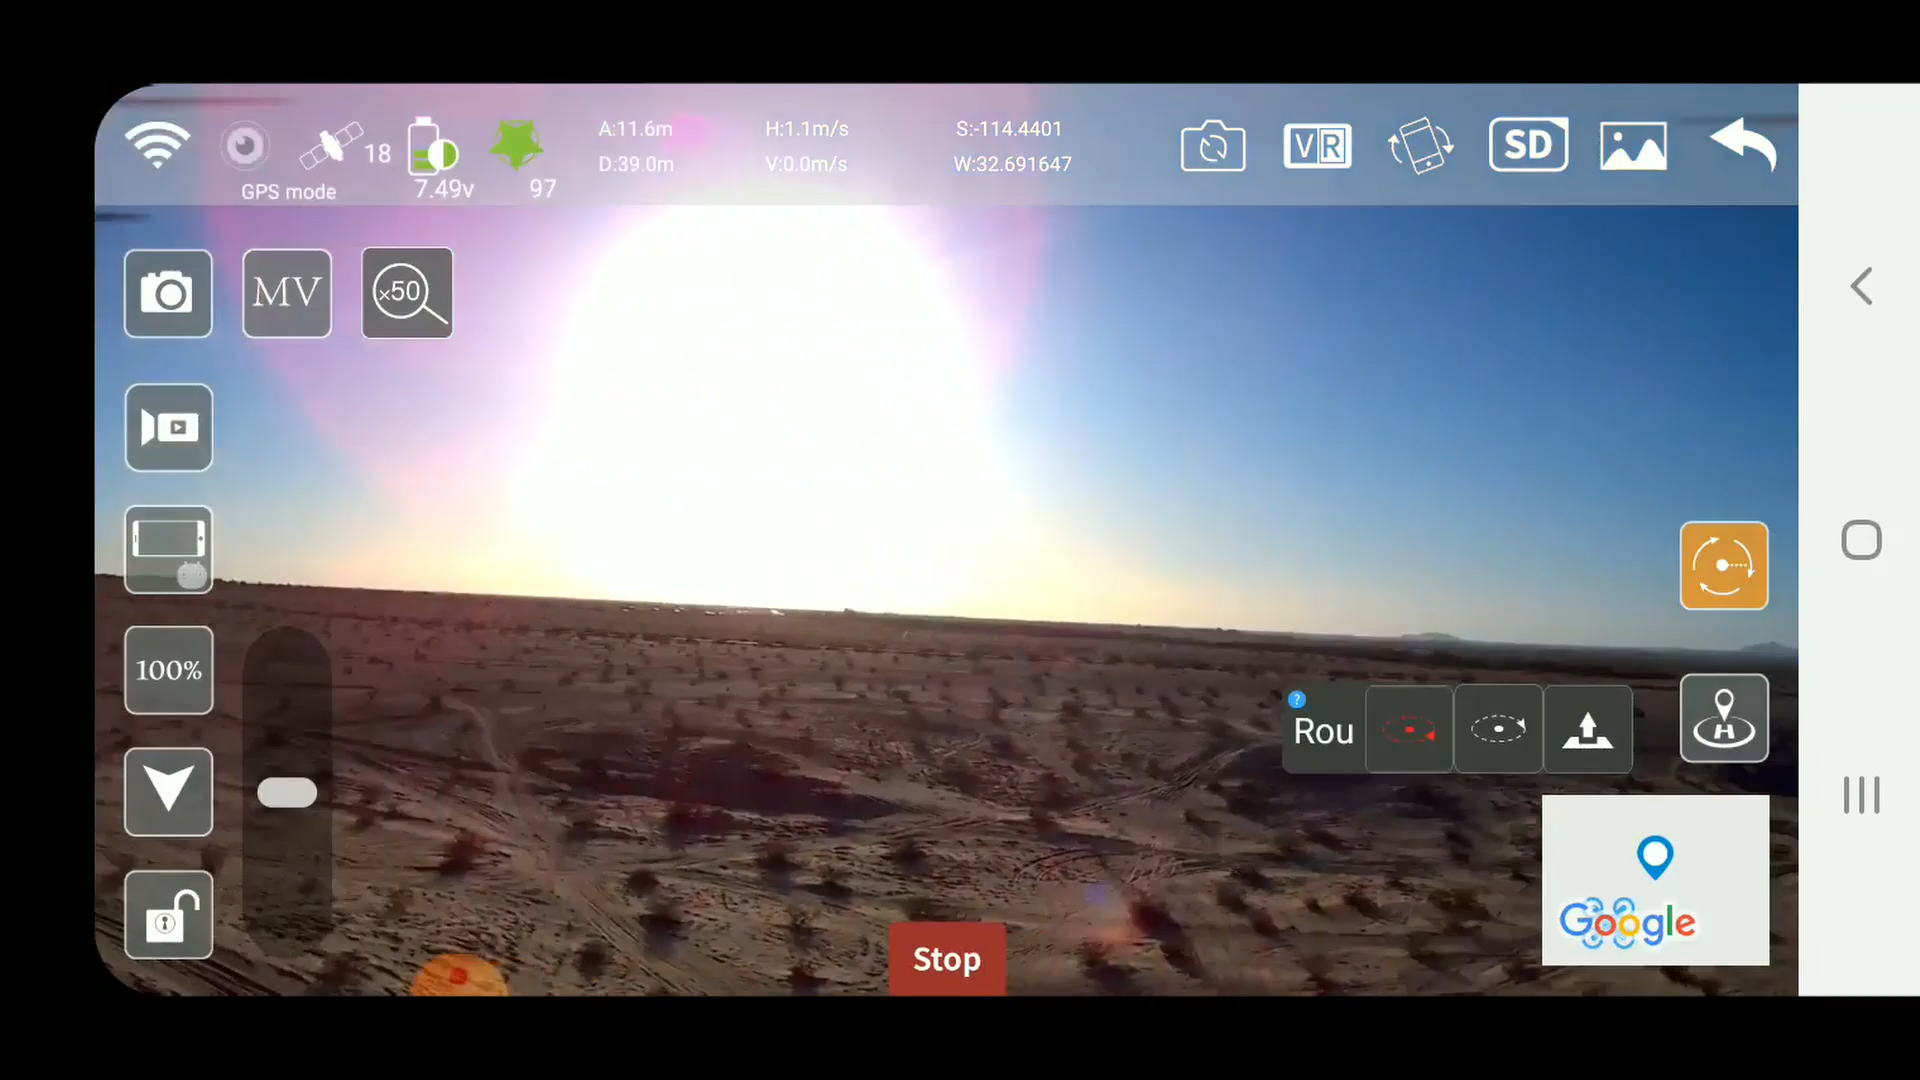 A:11.6m H:1.1m/s S:-114.4401
18
D:39.0m V:0.0m/s W:32.691647
GPS mode 7.49v 97
VR
SD
MV
×50
100%
? Rou
H
Google
Stop